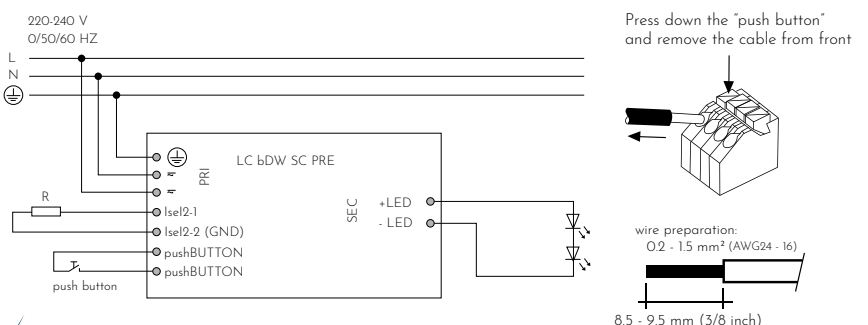 220-240 V
0/50/60 HZ
L
N
LC bDW SC PRE
PRI
SEC
+LED
- LED
R
Isel2-1
Isel2-2 (GND)
pushBUTTON
pushBUTTON
push button
Press down the "push button"
and remove the cable from front
wire preparation:
0.2 - 1.5 mm² (AWG24 - 16)
8.5 - 9.5 mm (3/8 inch)